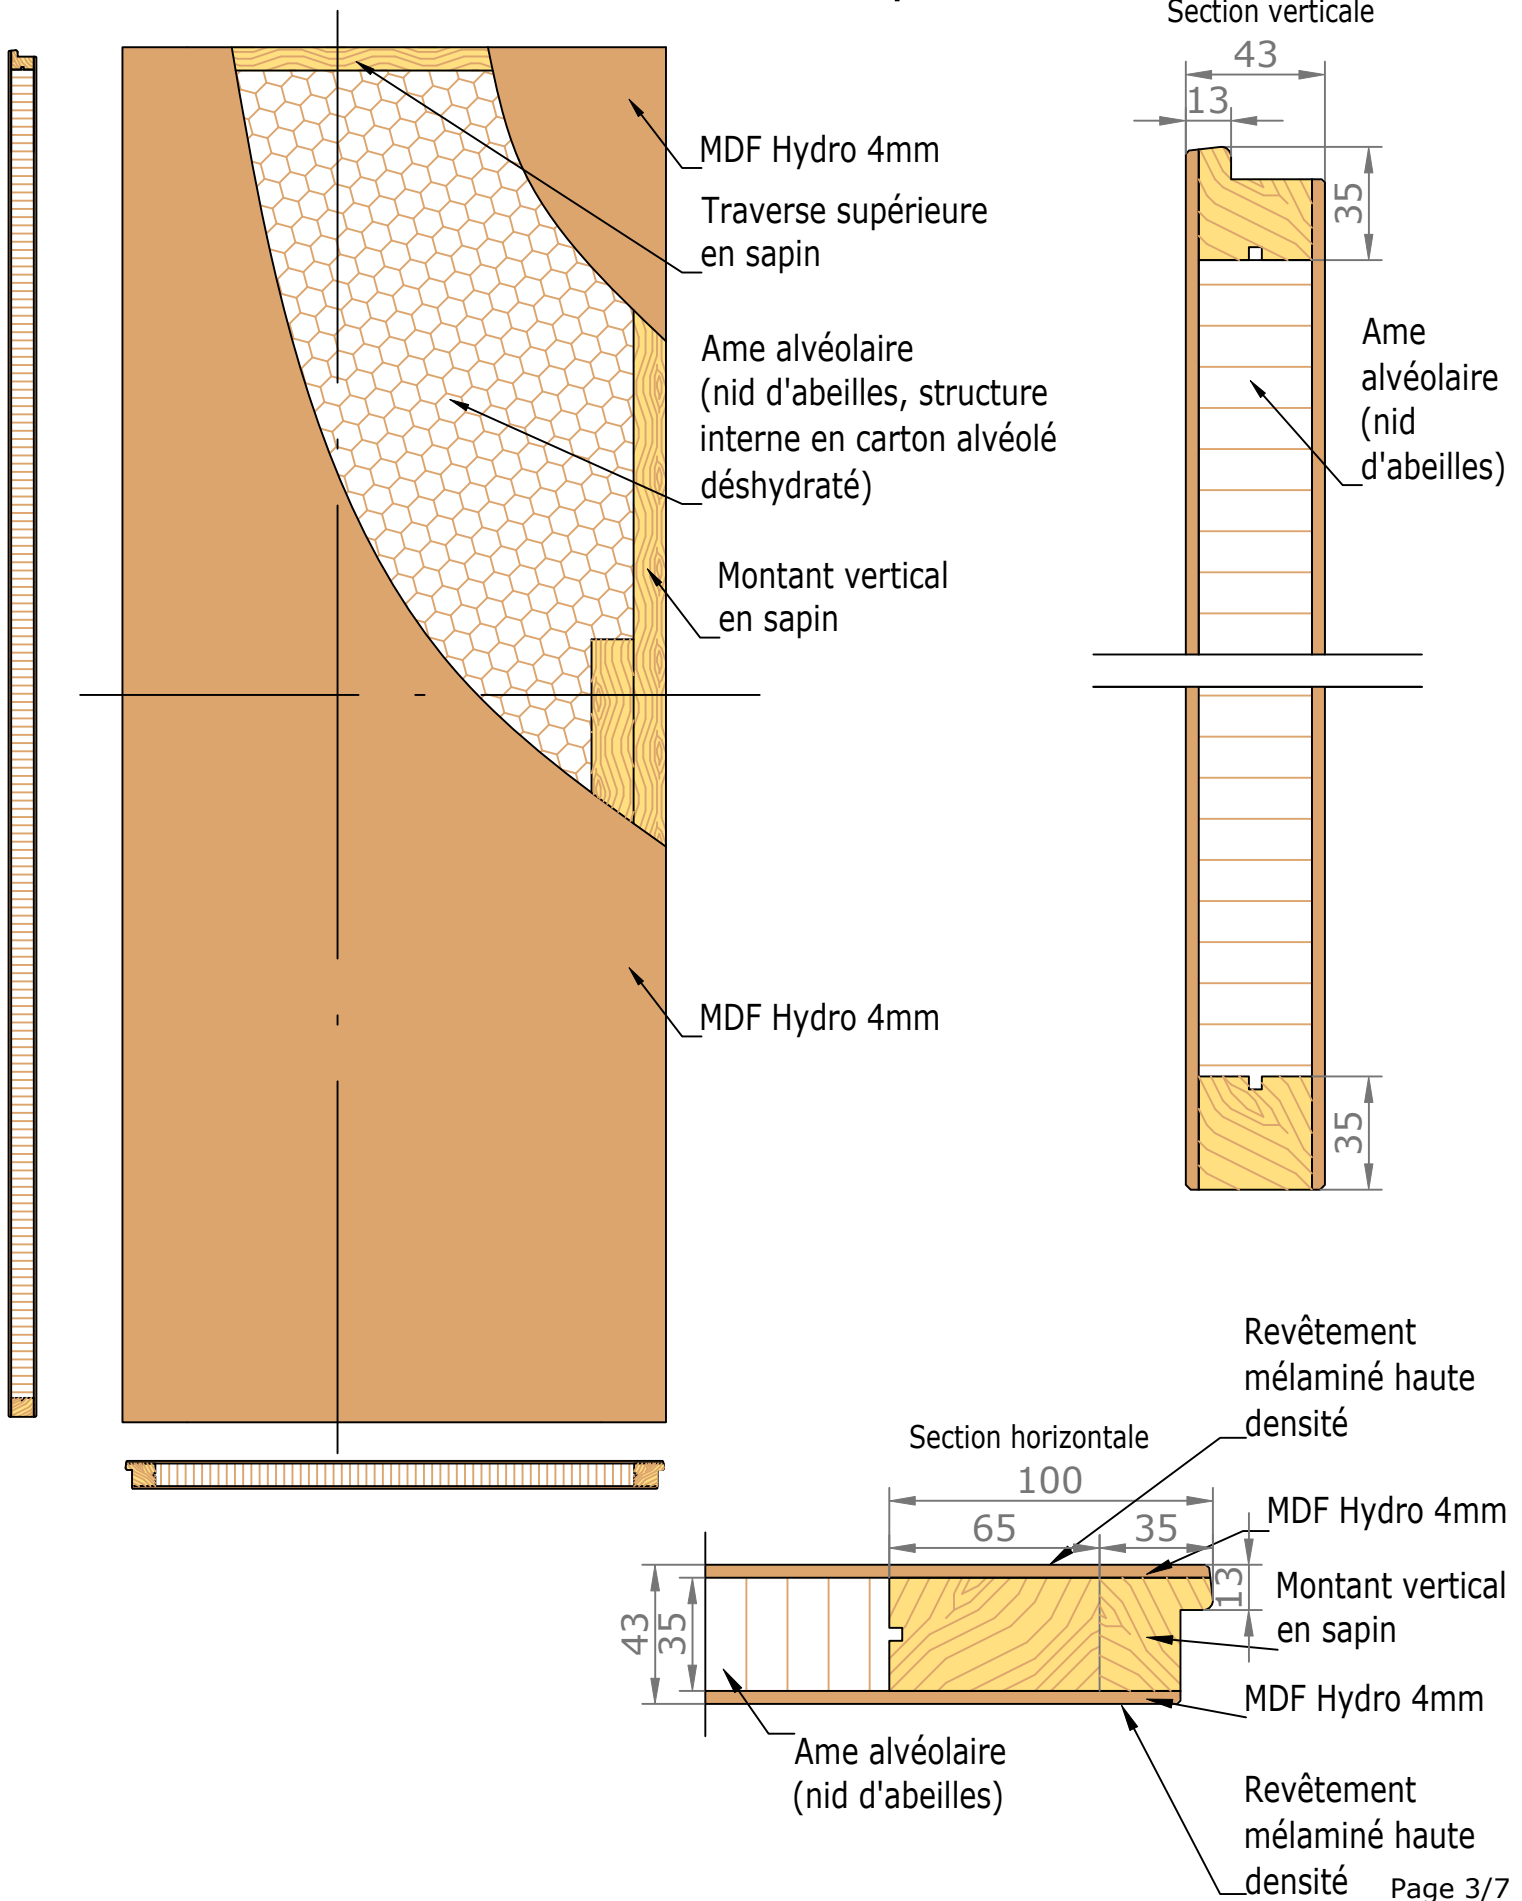 Section verticale
43
13
35
MDF Hydro 4mm
Traverse supérieure
en sapin
Ame alvéolaire
(nid d'abeilles, structure
interne en carton alvéolé
déshydraté)
Ame
alvéolaire
(nid
d'abeilles)
Montant vertical
en sapin
MDF Hydro 4mm
35
Revêtement
mélaminé haute
densité
Section horizontale
100
65
35
MDF Hydro 4mm
13
Montant vertical
en sapin
43
35
MDF Hydro 4mm
Ame alvéolaire
(nid d'abeilles)
Revêtement
mélaminé haute
densité
Page 3/7